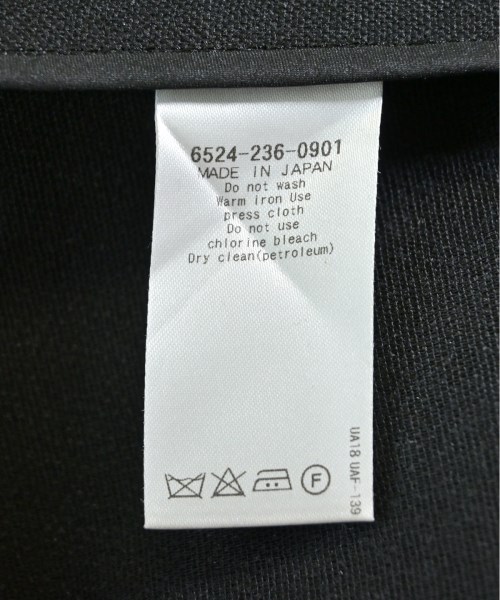 6524-236-0901
MADE IN JAPAN
Do not wash
Warm iron Use
press cloth
Do not use
chlorine bleach
Dry clean(petroleum)
UA18 UAF-139
F